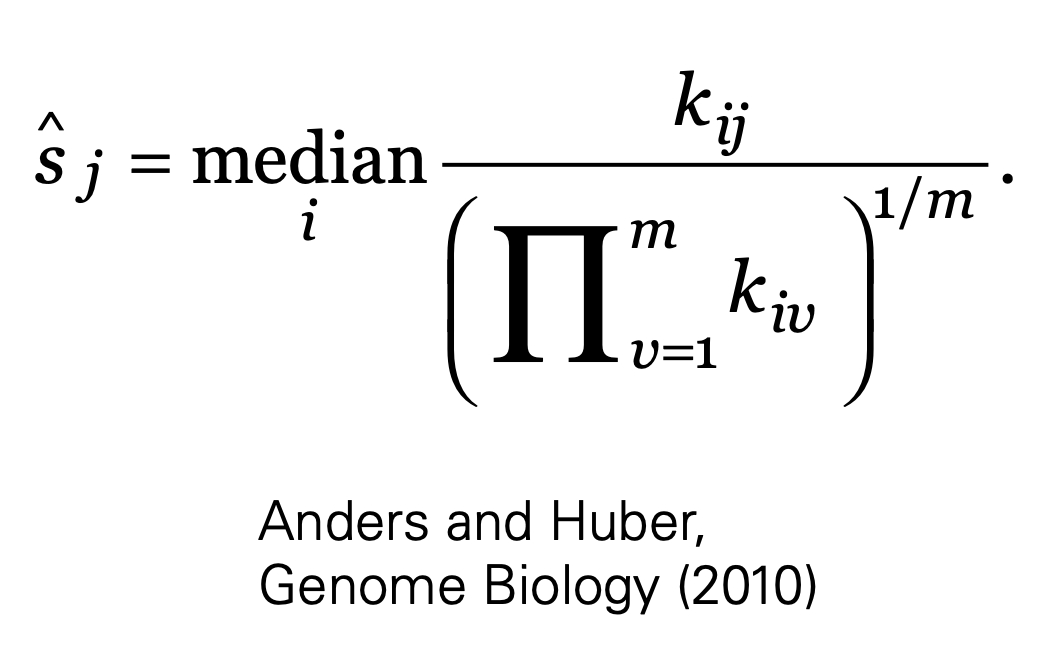 ŝ_j = median_i k_ij / (∏_{v=1}^{m} k_iv)^{1/m}.
Anders and Huber,
Genome Biology (2010)